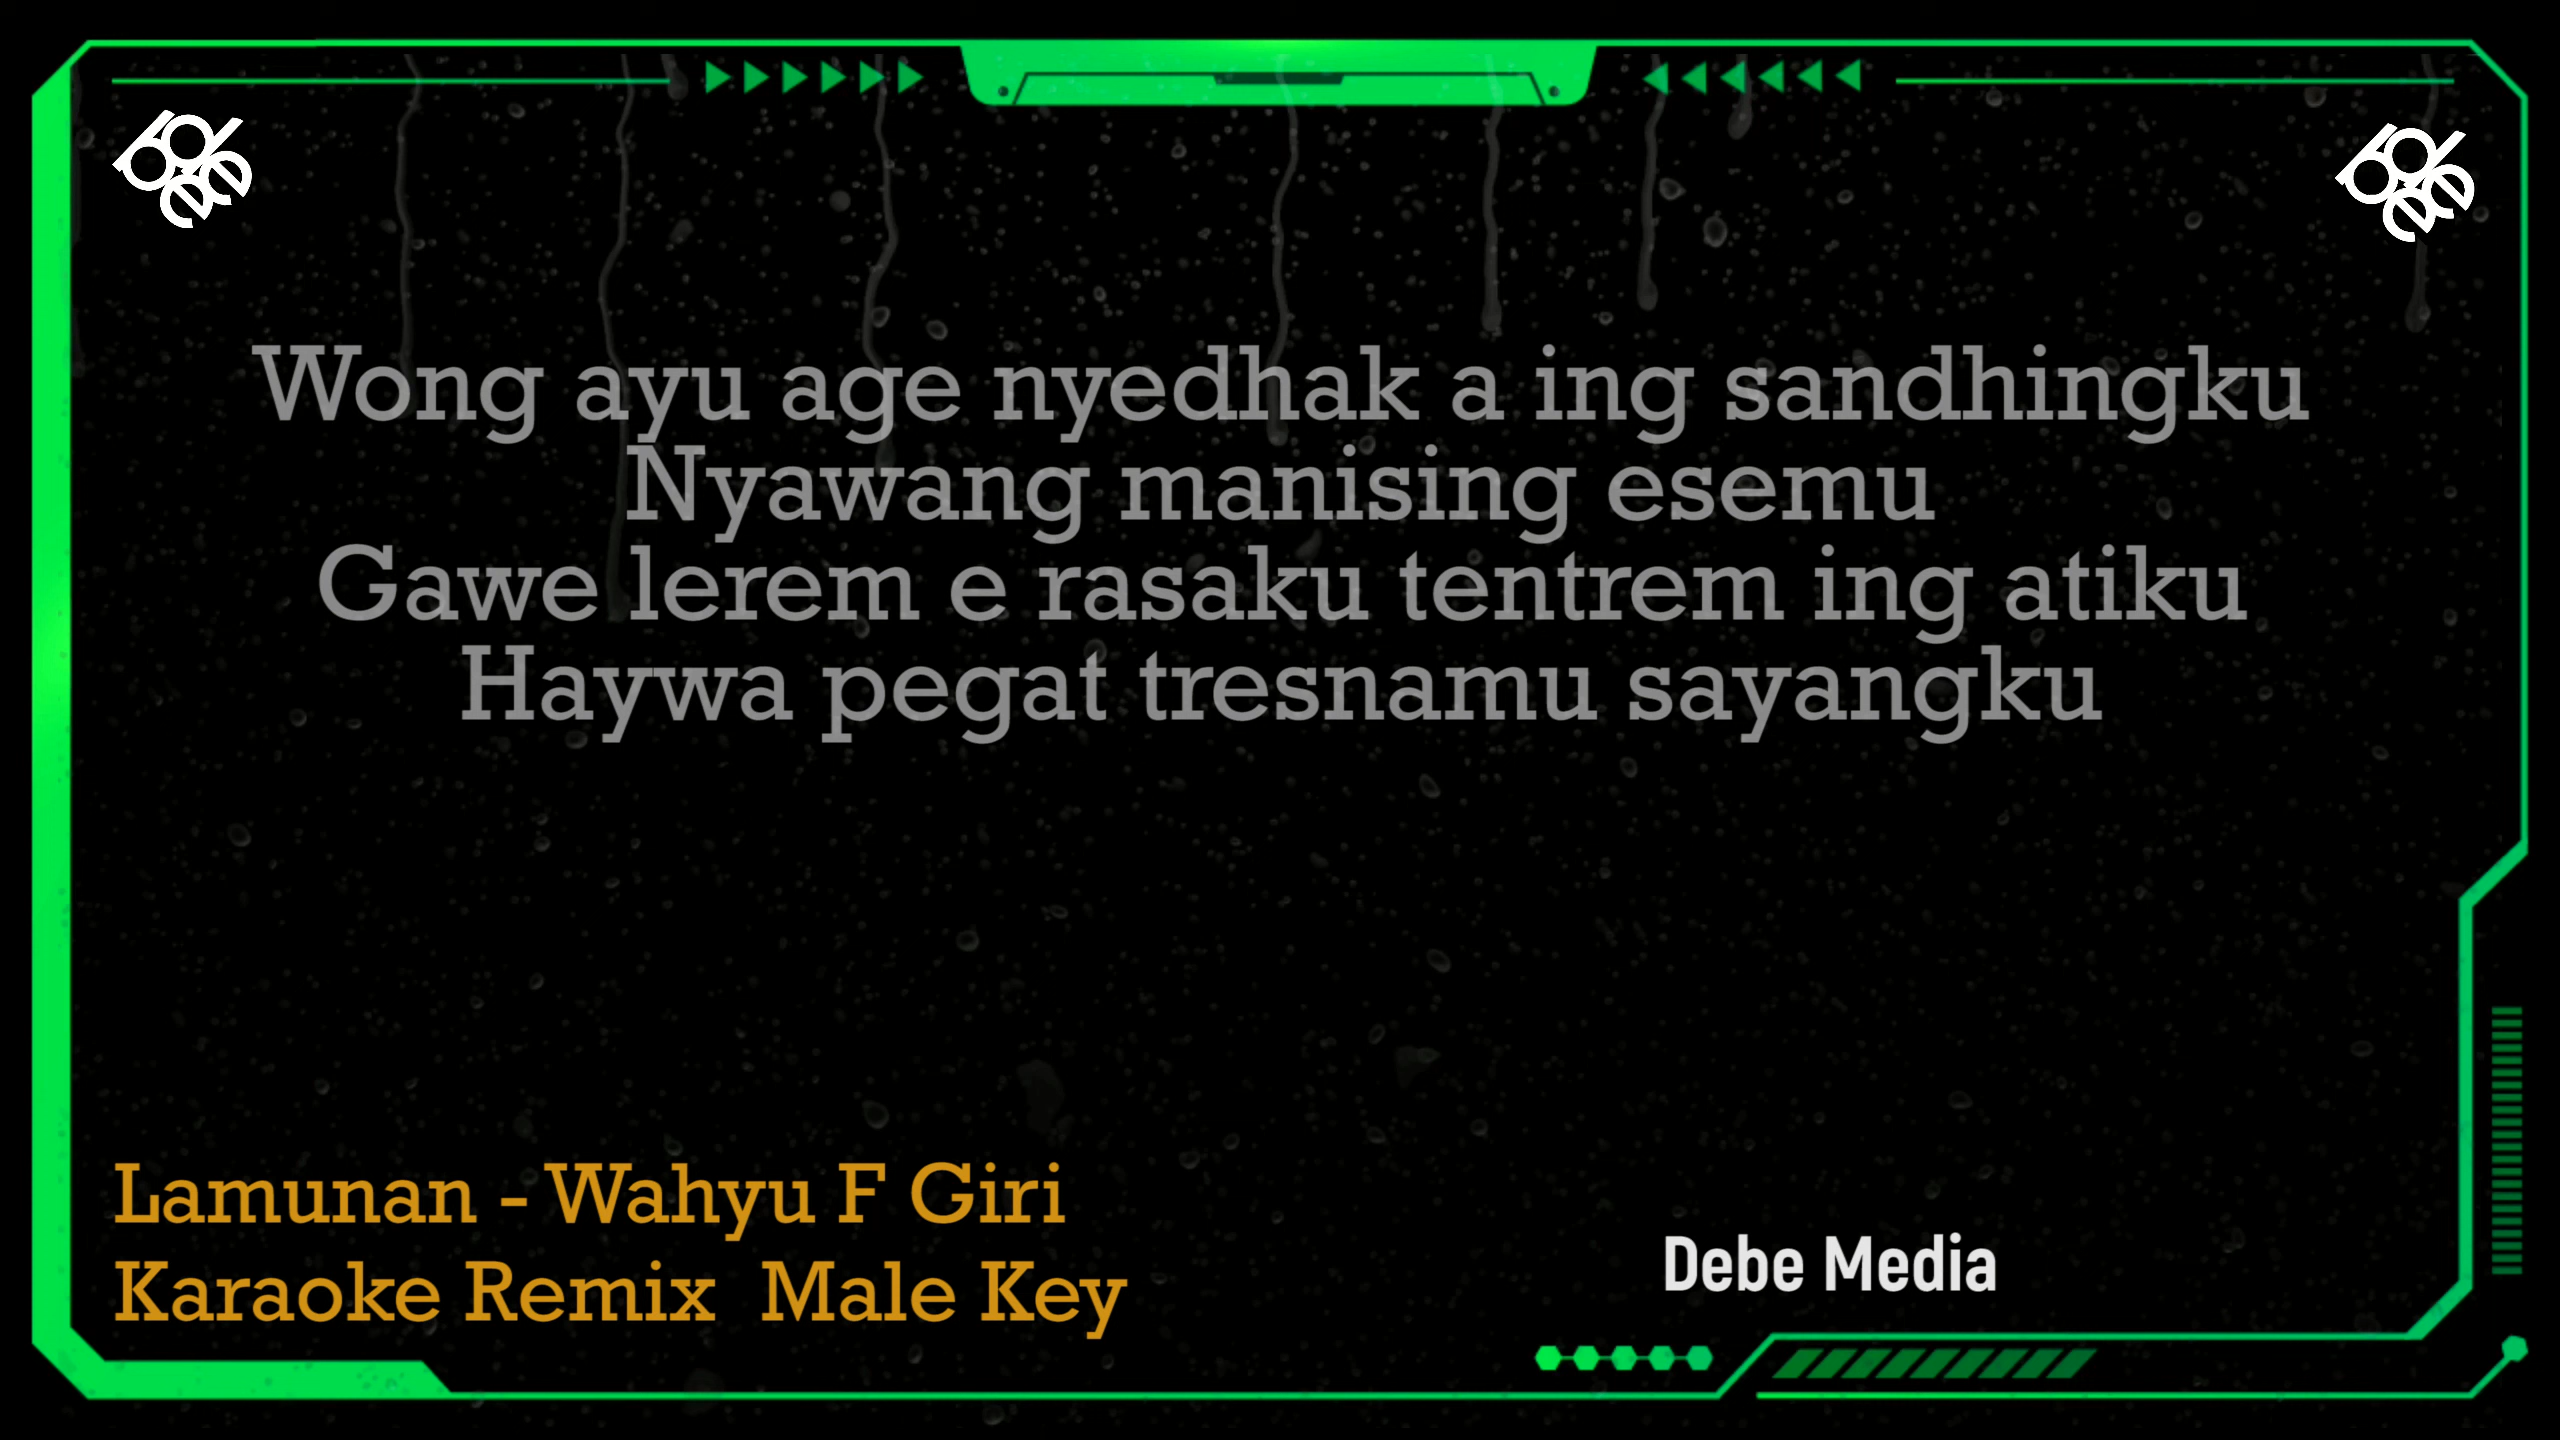 Wong ayu age nyedhak a ing sandhingku
Nyawang manising esemu
Gawe lerem e rasaku tentrem ing atiku
Haywa pegat tresnamu sayangku
Lamunan - Wahyu F Giri
Karaoke Remix  Male Key
Debe Media